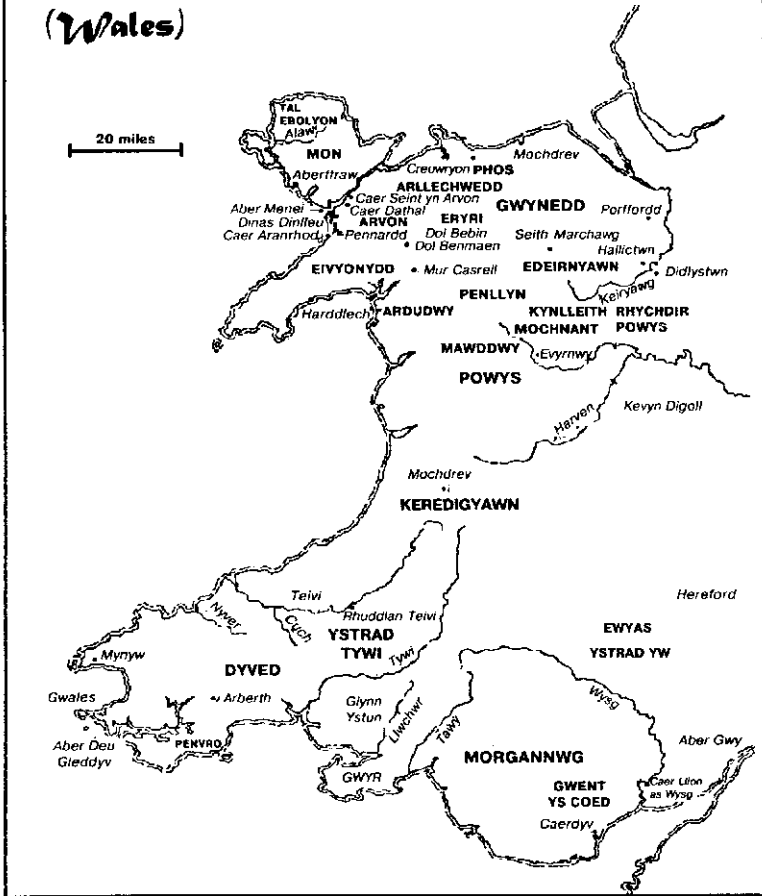 (Wales)
20 miles
TAL
EBOLYON
Alaw
MON
Aberffraw
Creuwryon
PHOS
Mochdrev
ARLLECHWEDD
Caer Seint yn Arvon
GWYNEDD
Aber Menei
Caer Dathal
Porffordd
Dinas Dinlleu
ARVON
ERYRI
Caer Aranrhod
Pennardd
Dol Bebin
Seith Marchawg
Dol Benmaen
Hallictwn
EIVYONYDD
Mur Castell
EDEIRNYAWN
Didlystwn
PENLLYN
Keiryawg
Harddlech
ARDUDWY
KYNLLEITH
RHYCHDIR
MOCHNANT
POWYS
MAWDDWY
Evyrnwy
POWYS
Harven
Kevyn Digoll
Mochdrev
KEREDIGYAWN
Teivi
Hereford
Nyver
Cuch
Rhuddlan Teivi
YSTRAD
TYWI
EWYAS
Mynyw
Tywi
YSTRAD YW
DYVED
Gwales
Arberth
Glynn
Ystun
Llwchwr
Wysg
Aber Deu
Gleddyv
PENVRO
Tawy
Aber Gwy
MORGANNWG
GWYR
GWENT
YS COED
Caer Llion
as Wysg
Caerdyv